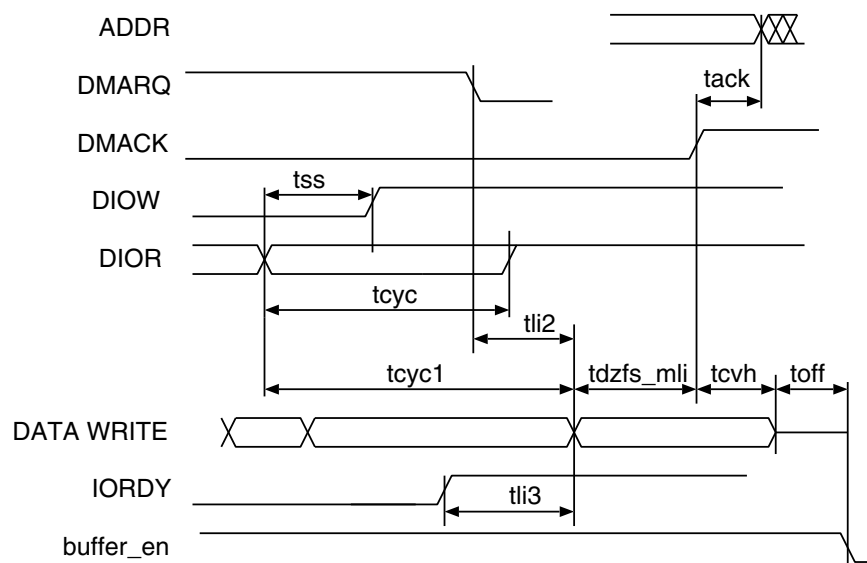 ADDR
DMARQ
tack
DMACK
tss
DIOW
DIOR
tcyc
tli2
tcyc1 tdzfs_mli tcvh toff
DATA WRITE
IORDY
tli3
buffer_en